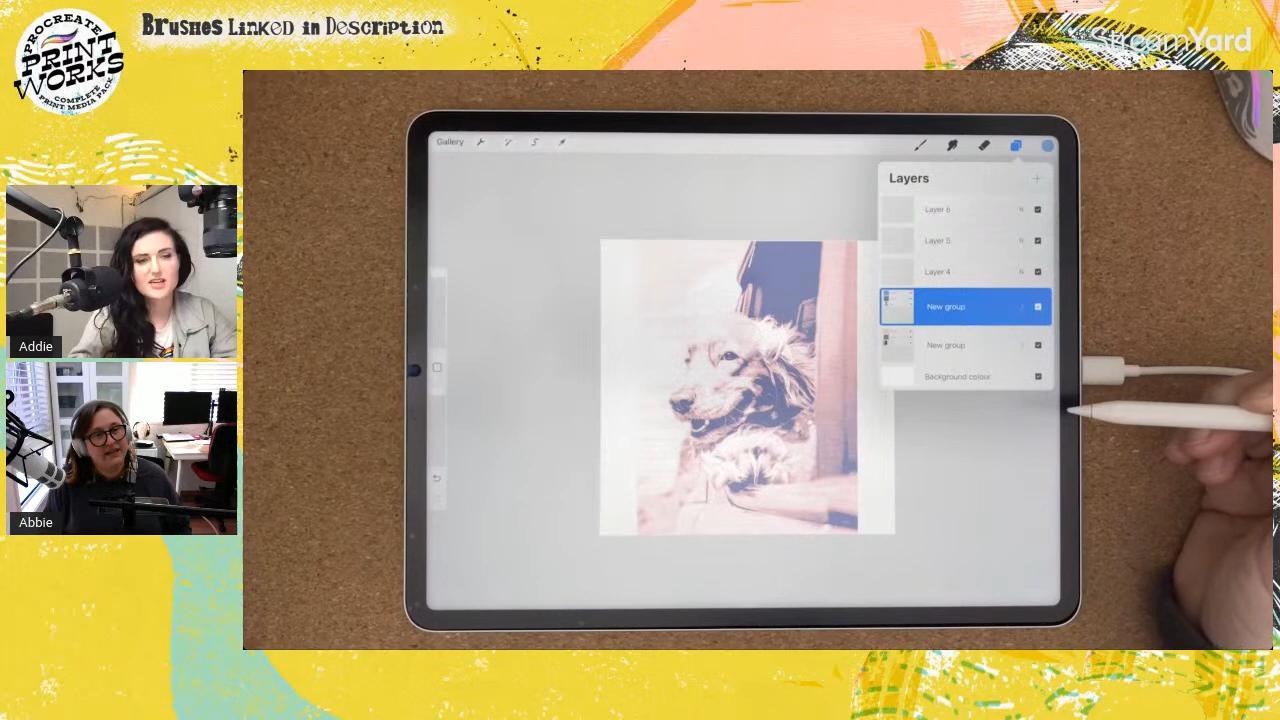 PROCREATE
PRINT
WORKS
COMPLETE
PRINT MEDIA PACK
BRUSHES LINKED IN DESCRIPTION
StreamYard
Addie
Abbie
Gallery
Layers
Layer 6
N
Layer 5
N
Layer 4
N
New group
New group
Background colour